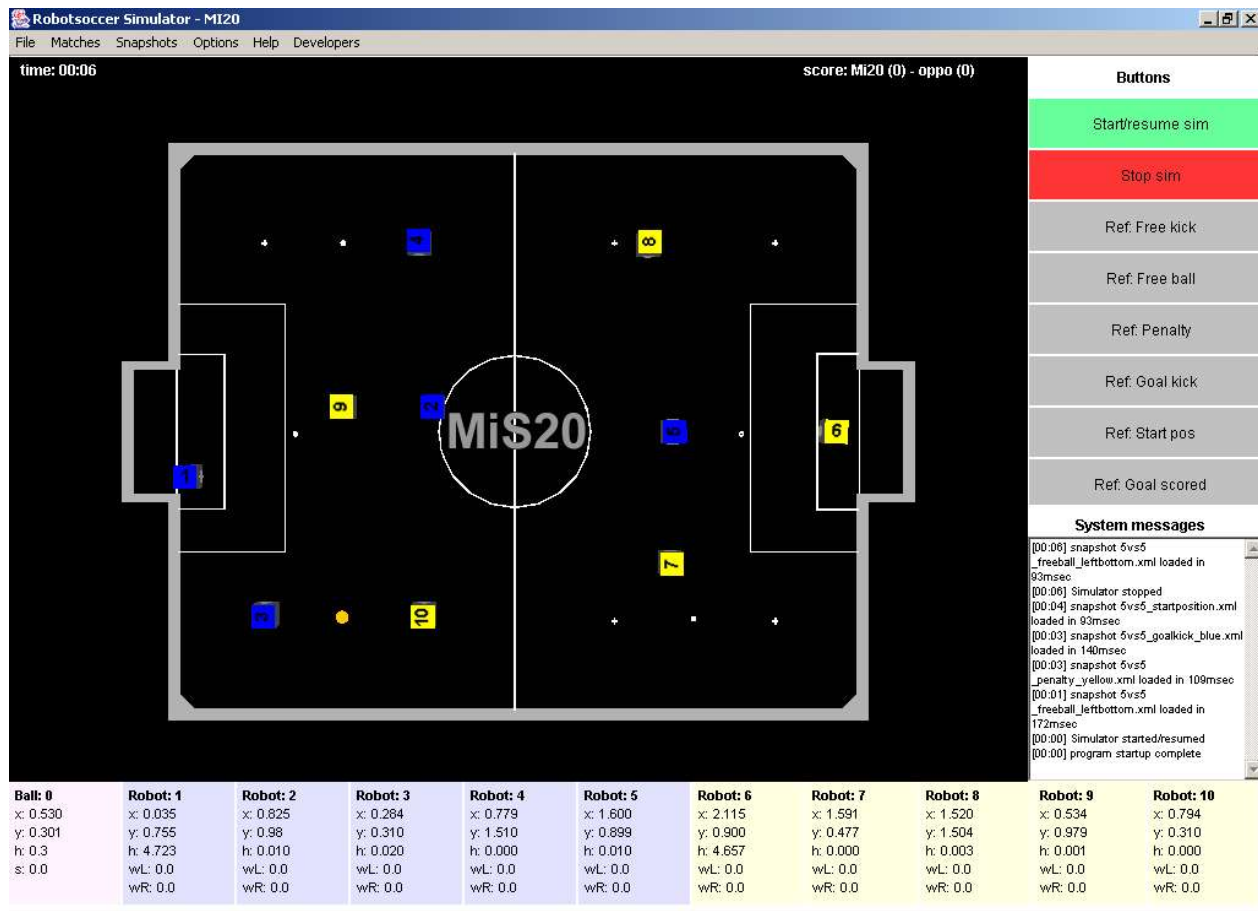 Robotsoccer Simulator - MI20
File Matches Snapshots Options Help Developers
time: 00:06
score: Mi20 (0) - oppo (0)
4
8
9
2
MiS20
5
6
1
7
3
10
Buttons
Start/resume sim
Stop sim
Ref: Free kick
Ref: Free ball
Ref: Penalty
Ref: Goal kick
Ref: Start pos
Ref: Goal scored
System messages
[00:06] snapshot 5vs5
_freeball_leftbottom.xml loaded in
93msec
[00:06] Simulator stopped
[00:04] snapshot 5vs5_startposition.xml
loaded in 93msec
[00:03] snapshot 5vs5_goalkick_blue.xml
loaded in 140msec
[00:03] snapshot 5vs5
_penalty_yellow.xml loaded in 109msec
[00:01] snapshot 5vs5
_freeball_leftbottom.xml loaded in
172msec
[00:00] Simulator started/resumed
[00:00] program startup complete
Ball: 0 Robot: 1 Robot: 2 Robot: 3 Robot: 4 Robot: 5 Robot: 6 Robot: 7 Robot: 8 Robot: 9 Robot: 10
x: 0.530 x: 0.035 x: 0.825 x: 0.284 x: 0.779 x: 1.600 x: 2.115 x: 1.591 x: 1.520 x: 0.534 x: 0.794
y: 0.301 y: 0.755 y: 0.98 y: 0.310 y: 1.510 y: 0.899 y: 0.900 y: 0.477 y: 1.504 y: 0.979 y: 0.310
h: 0.3 h: 4.723 h: 0.010 h: 0.020 h: 0.000 h: 0.010 h: 4.657 h: 0.000 h: 0.003 h: 0.001 h: 0.000
s: 0.0 wL: 0.0 wL: 0.0 wL: 0.0 wL: 0.0 wL: 0.0 wL: 0.0 wL: 0.0 wL: 0.0 wL: 0.0 wL: 0.0
wR: 0.0 wR: 0.0 wR: 0.0 wR: 0.0 wR: 0.0 wR: 0.0 wR: 0.0 wR: 0.0 wR: 0.0 wR: 0.0